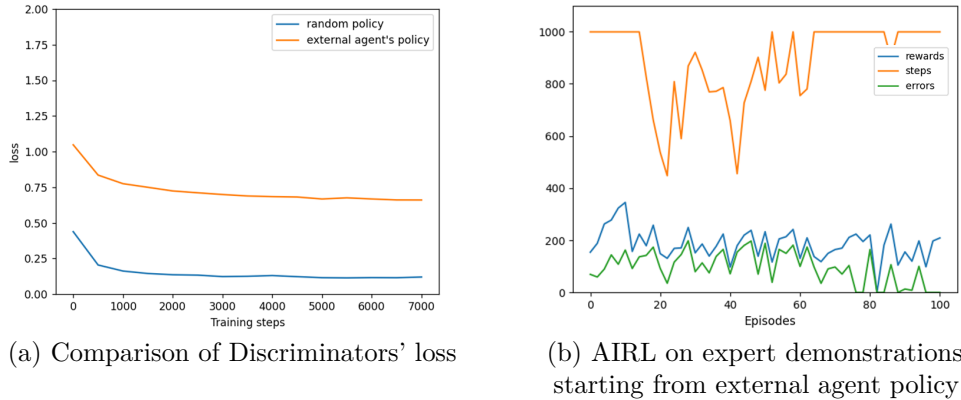 2.00
1.75
1.50
1.25
1.00
0.75
0.50
0.25
0.00
loss
random policy
external agent's policy
0 1000 2000 3000 4000 5000 6000 7000
Training steps
(a) Comparison of Discriminators' loss
1000
800
600
400
200
0
rewards
steps
errors
0 20 40 60 80 100
Episodes
(b) AIRL on expert demonstrations
starting from external agent policy